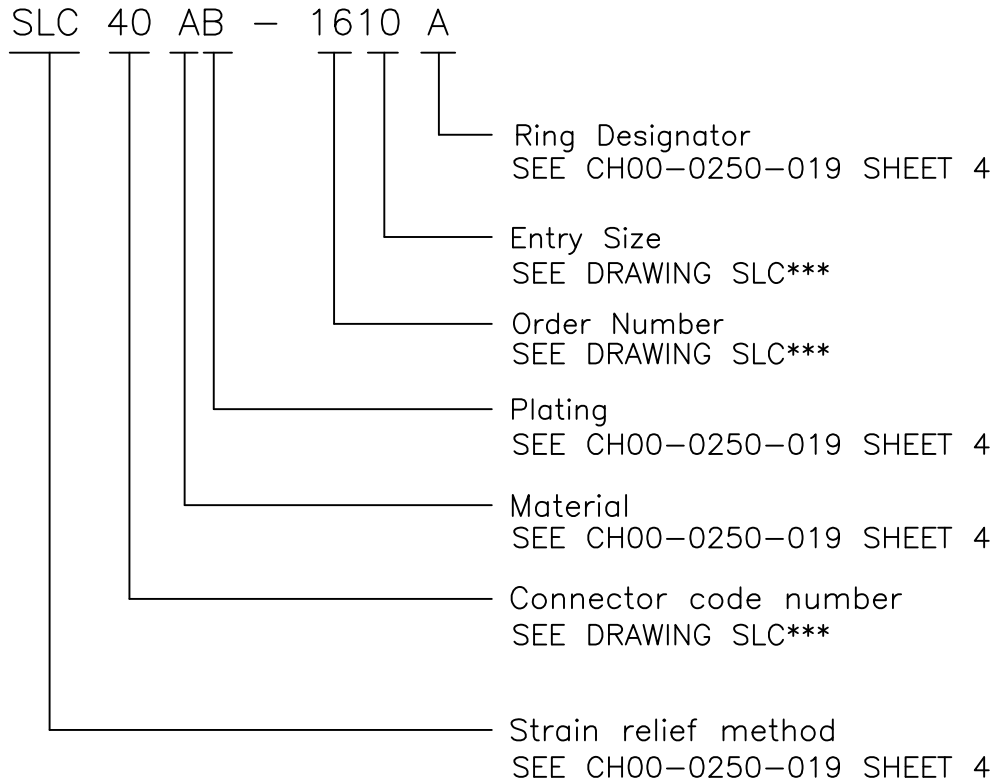 SLC 40 AB - 1610 A
Ring Designator
SEE CH00-0250-019 SHEET 4
Entry Size
SEE DRAWING SLC***
Order Number
SEE DRAWING SLC***
Plating
SEE CH00-0250-019 SHEET 4
Material
SEE CH00-0250-019 SHEET 4
Connector code number
SEE DRAWING SLC***
Strain relief method
SEE CH00-0250-019 SHEET 4